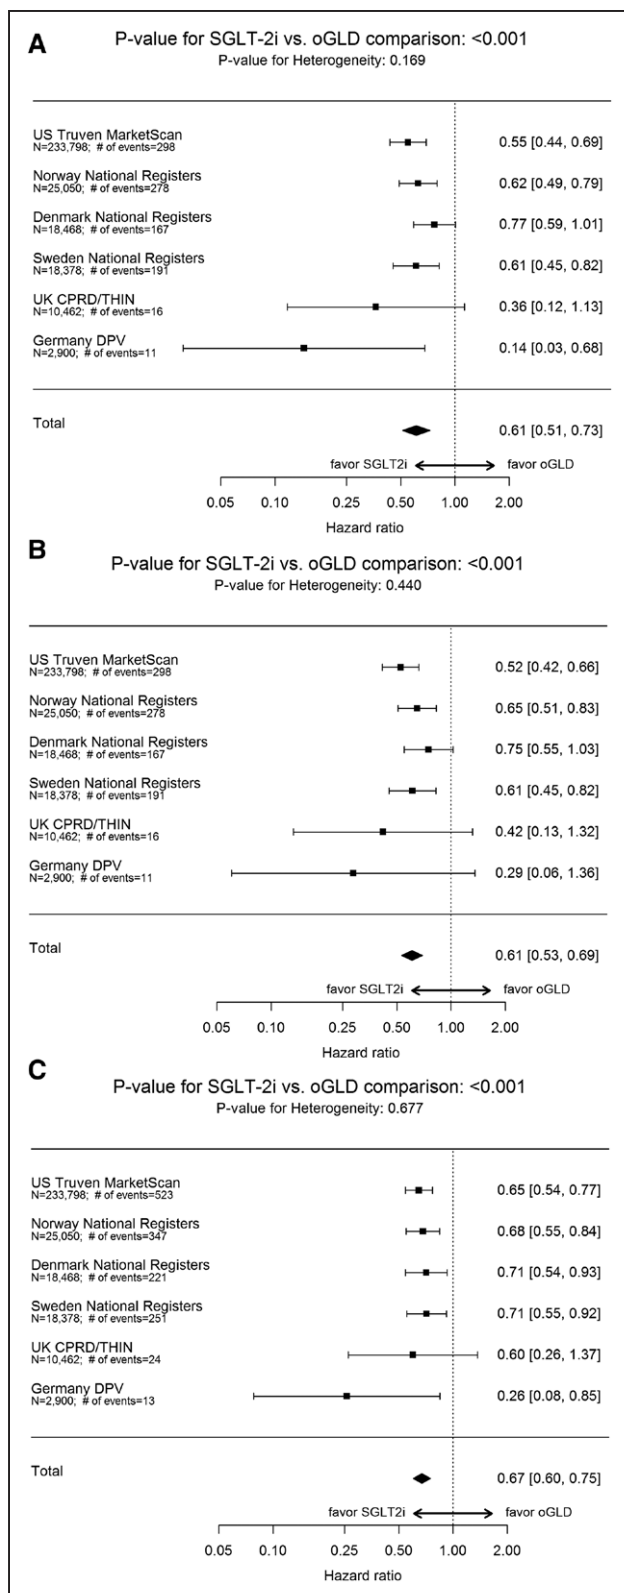 A
P-value for SGLT-2i vs. oGLD comparison: <0.001
P-value for Heterogeneity: 0.169
US Truven MarketScan
N=233,798; # of events=298
0.55 [0.44, 0.69]
Norway National Registers
N=25,050; # of events=278
0.62 [0.49, 0.79]
Denmark National Registers
N=18,468; # of events=167
0.77 [0.59, 1.01]
Sweden National Registers
N=18,378; # of events=191
0.61 [0.45, 0.82]
UK CPRD/THIN
N=10,462; # of events=16
0.36 [0.12, 1.13]
Germany DPV
N=2,900; # of events=11
0.14 [0.03, 0.68]
Total
0.61 [0.51, 0.73]
favor SGLT2i favor oGLD
0.05 0.10 0.25 0.50 1.00 2.00
Hazard ratio
B
P-value for SGLT-2i vs. oGLD comparison: <0.001
P-value for Heterogeneity: 0.440
US Truven MarketScan
N=233,798; # of events=298
0.52 [0.42, 0.66]
Norway National Registers
N=25,050; # of events=278
0.65 [0.51, 0.83]
Denmark National Registers
N=18,468; # of events=167
0.75 [0.55, 1.03]
Sweden National Registers
N=18,378; # of events=191
0.61 [0.45, 0.82]
UK CPRD/THIN
N=10,462; # of events=16
0.42 [0.13, 1.32]
Germany DPV
N=2,900; # of events=11
0.29 [0.06, 1.36]
Total
0.61 [0.53, 0.69]
favor SGLT2i favor oGLD
0.05 0.10 0.25 0.50 1.00 2.00
Hazard ratio
C
P-value for SGLT-2i vs. oGLD comparison: <0.001
P-value for Heterogeneity: 0.677
US Truven MarketScan
N=233,798; # of events=523
0.65 [0.54, 0.77]
Norway National Registers
N=25,050; # of events=347
0.68 [0.55, 0.84]
Denmark National Registers
N=18,468; # of events=221
0.71 [0.54, 0.93]
Sweden National Registers
N=18,378; # of events=251
0.71 [0.55, 0.92]
UK CPRD/THIN
N=10,462; # of events=24
0.60 [0.26, 1.37]
Germany DPV
N=2,900; # of events=13
0.26 [0.08, 0.85]
Total
0.67 [0.60, 0.75]
favor SGLT2i favor oGLD
0.05 0.10 0.25 0.50 1.00 2.00
Hazard ratio